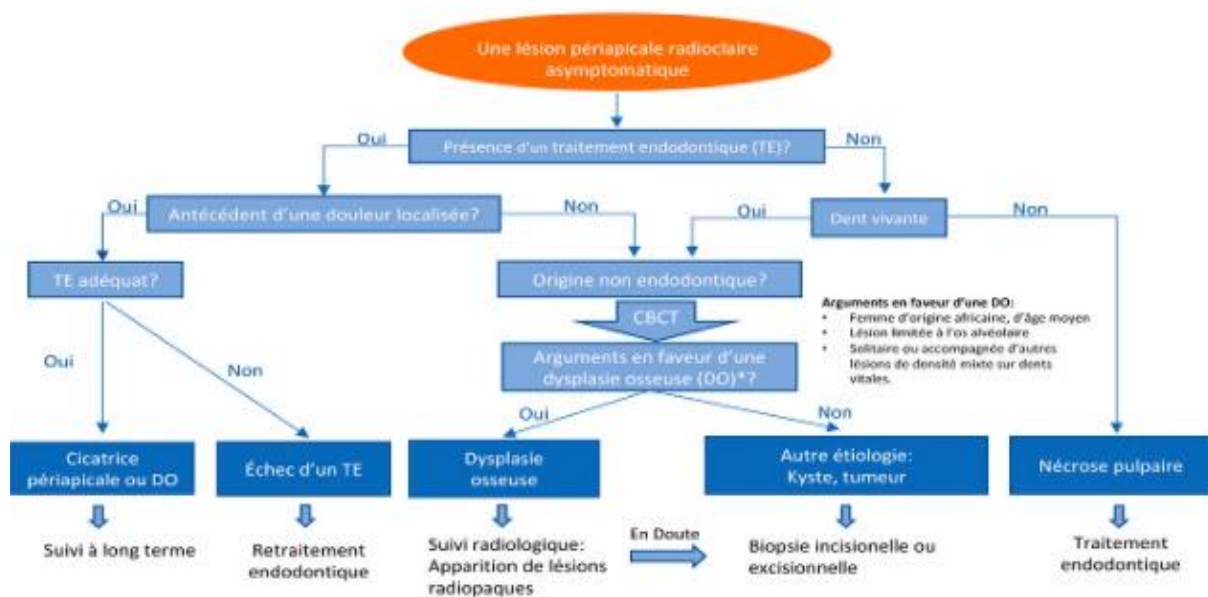 Une lésion périapicale radioclaire
asymptomatique
Oui
Présence d'un traitement endodontique (TE)?
Non
Oui
Antécédent d'une douleur localisée?
Non
Oui
Dent vivante
Non
TE adéquat?
Origine non endodontique?
CBCT
Arguments en faveur d'une DO:
• Femme d'origine africaine, d'âge moyen
• Lésion limitée à l'os alvéolaire
• Solitaire ou accompagnée d'autres
lésions de densité mixte sur dents
vitales.
Arguments en faveur d'une
dysplasie osseuse (DO)*?
Oui
Non
Oui
Non
Cicatrice
périapicale ou DO
Échec d'un TE
Dysplasie
osseuse
Autre étiologie:
Kyste, tumeur
Nécrose pulpaire
Suivi à long terme
Retraitement
endodontique
Suivi radiologique:
Apparition de lésions
radiopaques
En Doute
Biopsie incisionelle ou
excisionnelle
Traitement
endodontique